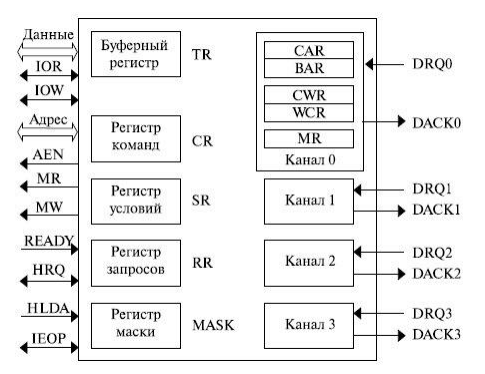 Данные
IOR
IOW
Адрес
AEN
MR
MW
READY
HRQ
HLDA
IEOP
Буферный
регистр
TR
Регистр
команд
CR
Регистр
условий
SR
Регистр
запросов
RR
Регистр
маски
MASK
CAR
BAR
CWR
WCR
MR
Канал 0
Канал 1
Канал 2
Канал 3
DRQ0
DACK0
DRQ1
DACK1
DRQ2
DACK2
DRQ3
DACK3